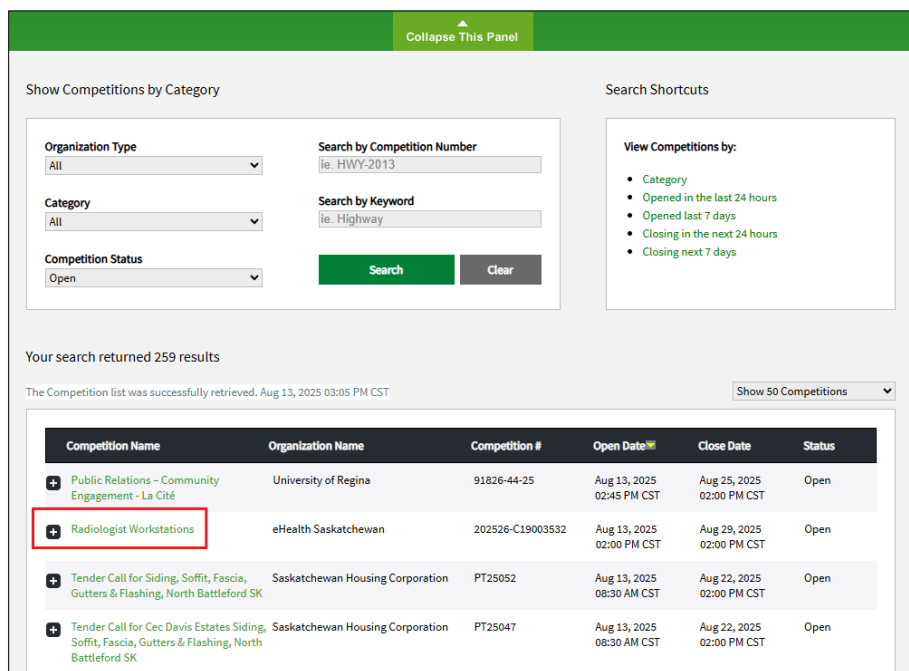 Collapse This Panel
Show Competitions by Category
Search Shortcuts
Organization Type
All
Search by Competition Number
ie. HWY-2013
Category
All
Search by Keyword
ie. Highway
Competition Status
Open
Search
Clear
View Competitions by:
Category
Opened in the last 24 hours
Opened last 7 days
Closing in the next 24 hours
Closing next 7 days
Your search returned 259 results
The Competition list was successfully retrieved. Aug 13, 2025 03:05 PM CST
Show 50 Competitions
Competition Name Organization Name Competition # Open Date Close Date Status
Public Relations – Community University of Regina 91826-44-25 Aug 13, 2025 Aug 25, 2025 Open
Engagement - La Cité 02:45 PM CST 02:00 PM CST
Radiologist Workstations eHealth Saskatchewan 202526-C19003532 Aug 13, 2025 Aug 29, 2025 Open
02:00 PM CST 02:00 PM CST
Tender Call for Siding, Soffit, Fascia, Saskatchewan Housing Corporation PT25052 Aug 13, 2025 Aug 22, 2025 Open
Gutters & Flashing, North Battleford SK 08:30 AM CST 02:00 PM CST
Tender Call for Cec Davis Estates Siding, Saskatchewan Housing Corporation PT25047 Aug 13, 2025 Aug 22, 2025 Open
Soffit, Fascia, Gutters & Flashing, North 08:30 AM CST 02:00 PM CST
Battleford SK